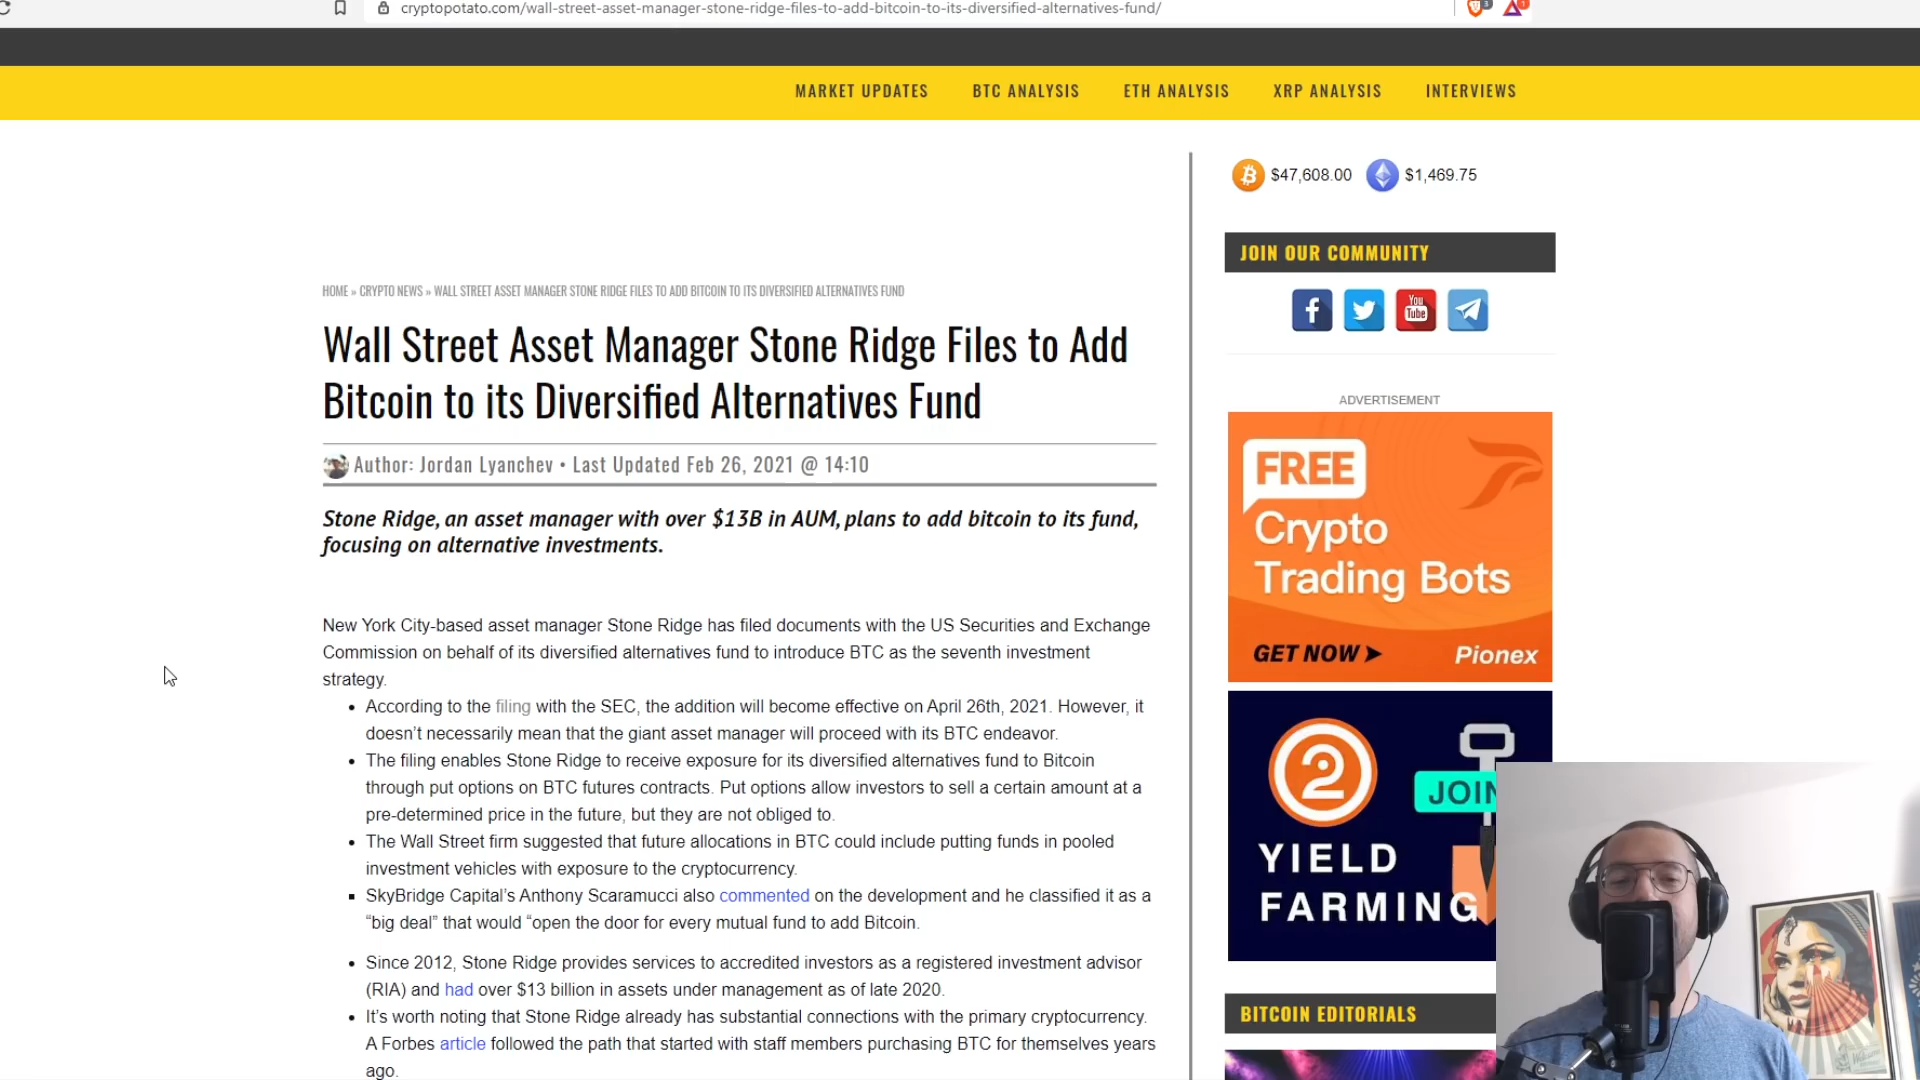 cryptopotato.com/wall-street-asset-manager-stone-ridge-files-to-add-bitcoin-to-its-diversified-alternatives-fund/
MARKET UPDATES BTC ANALYSIS ETH ANALYSIS XRP ANALYSIS INTERVIEWS
$47,608.00 $1,469.75
JOIN OUR COMMUNITY
You
Tube
HOME » CRYPTO NEWS » WALL STREET ASSET MANAGER STONE RIDGE FILES TO ADD BITCOIN TO ITS DIVERSIFIED ALTERNATIVES FUND
Wall Street Asset Manager Stone Ridge Files to Add
Bitcoin to its Diversified Alternatives Fund
Author: Jordan Lyanchev • Last Updated Feb 26, 2021 @ 14:10
Stone Ridge, an asset manager with over $13B in AUM, plans to add bitcoin to its fund,
focusing on alternative investments.
New York City-based asset manager Stone Ridge has filed documents with the US Securities and Exchange
Commission on behalf of its diversified alternatives fund to introduce BTC as the seventh investment
strategy.
• According to the filing with the SEC, the addition will become effective on April 26th, 2021. However, it
doesn't necessarily mean that the giant asset manager will proceed with its BTC endeavor.
• The filing enables Stone Ridge to receive exposure for its diversified alternatives fund to Bitcoin
through put options on BTC futures contracts. Put options allow investors to sell a certain amount at a
pre-determined price in the future, but they are not obliged to.
• The Wall Street firm suggested that future allocations in BTC could include putting funds in pooled
investment vehicles with exposure to the cryptocurrency.
▪ SkyBridge Capital's Anthony Scaramucci also commented on the development and he classified it as a
“big deal” that would “open the door for every mutual fund to add Bitcoin.
• Since 2012, Stone Ridge provides services to accredited investors as a registered investment advisor
(RIA) and had over $13 billion in assets under management as of late 2020.
• It's worth noting that Stone Ridge already has substantial connections with the primary cryptocurrency.
A Forbes article followed the path that started with staff members purchasing BTC for themselves years
ago.
ADVERTISEMENT
FREE
Crypto
Trading Bots
GET NOW ➤ Pionex
2
JOIN
YIELD
FARMING
BITCOIN EDITORIALS